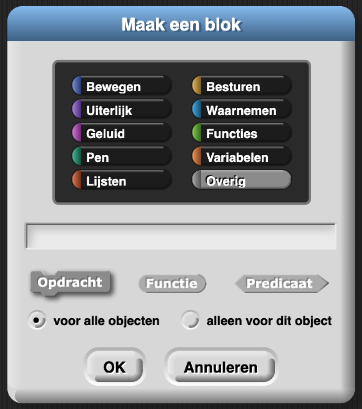 Maak een blok
Bewegen Besturen
Uiterlijk Waarnemen
Geluid Functies
Pen Variabelen
Lijsten Overig
Opdracht Functie Predicaat
voor alle objecten alleen voor dit object
OK Annuleren